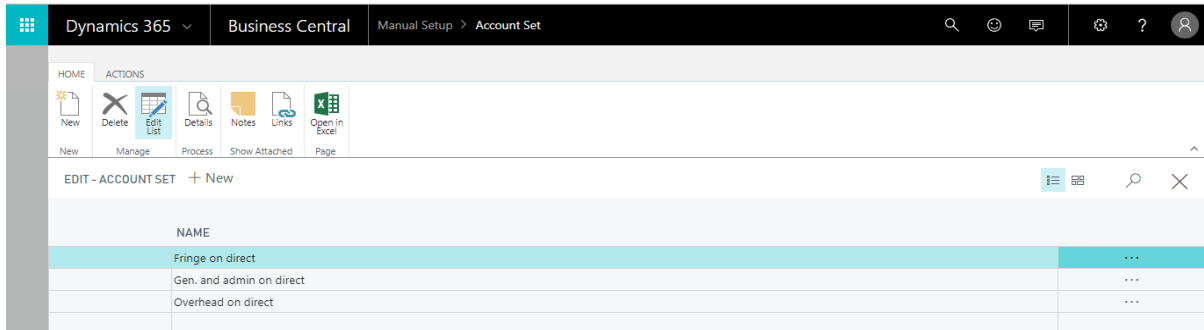 Dynamics 365 Business Central Manual Setup > Account Set ?
HOME ACTIONS
New Delete Edit List Details Notes Links Open in Excel
New Manage Process Show Attached Page
EDIT - ACCOUNT SET + New
NAME
Fringe on direct ...
Gen. and admin on direct ...
Overhead on direct ...